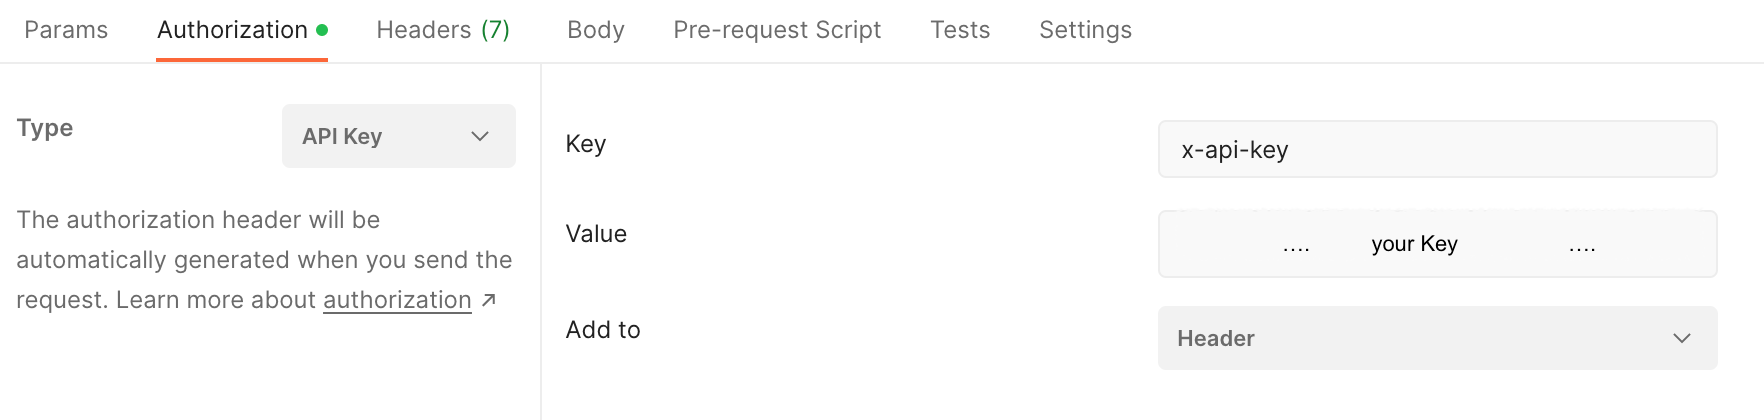 Params Authorization Headers (7) Body Pre-request Script Tests Settings
Type
API Key
The authorization header will be
automatically generated when you send the
request. Learn more about authorization ↗
Key
x-api-key
Value
.... your Key ....
Add to
Header